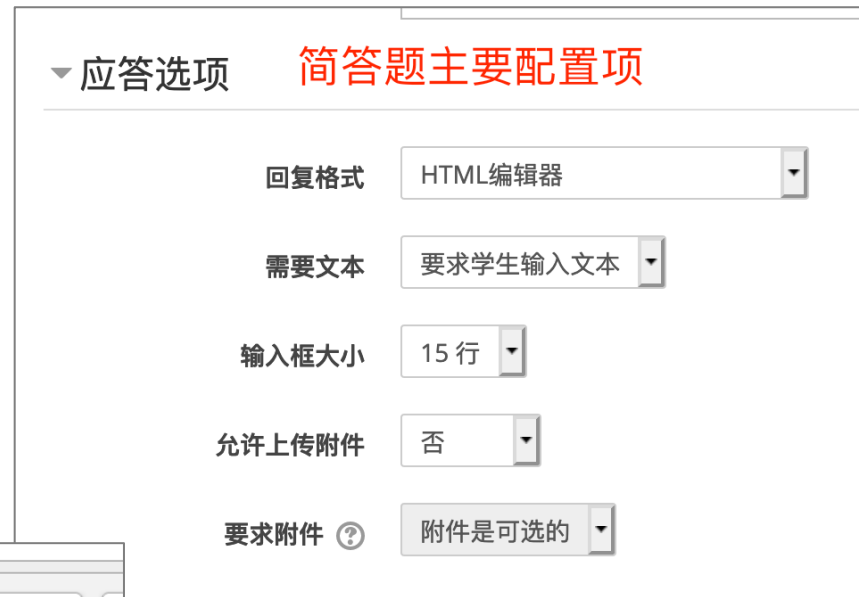 应答选项 简答题主要配置项
回复格式 HTML编辑器
需要文本 要求学生输入文本
输入框大小 15 行
允许上传附件 否
要求附件 ? 附件是可选的